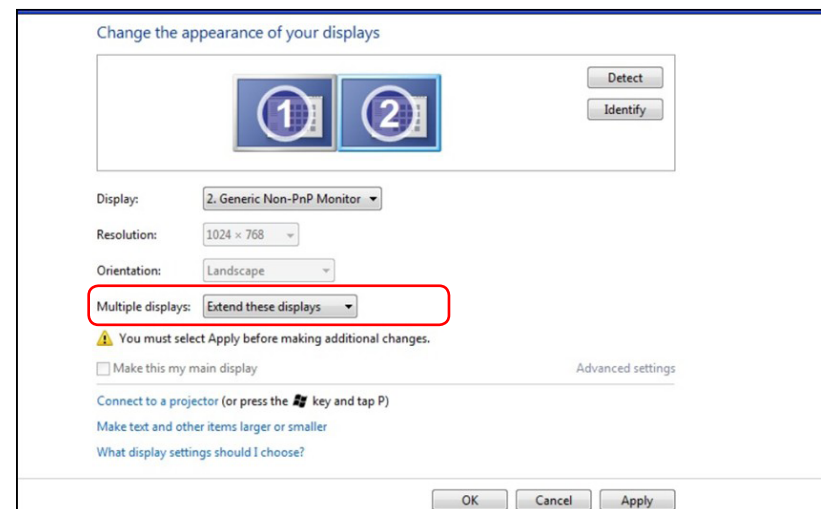 Change the appearance of your displays
1
2
Detect
Identify
Display:
2. Generic Non-PnP Monitor
Resolution:
1024 × 768
Orientation:
Landscape
Multiple displays:
Extend these displays
You must select Apply before making additional changes.
Make this my main display
Advanced settings
Connect to a projector (or press the key and tap P)
Make text and other items larger or smaller
What display settings should I choose?
OK
Cancel
Apply